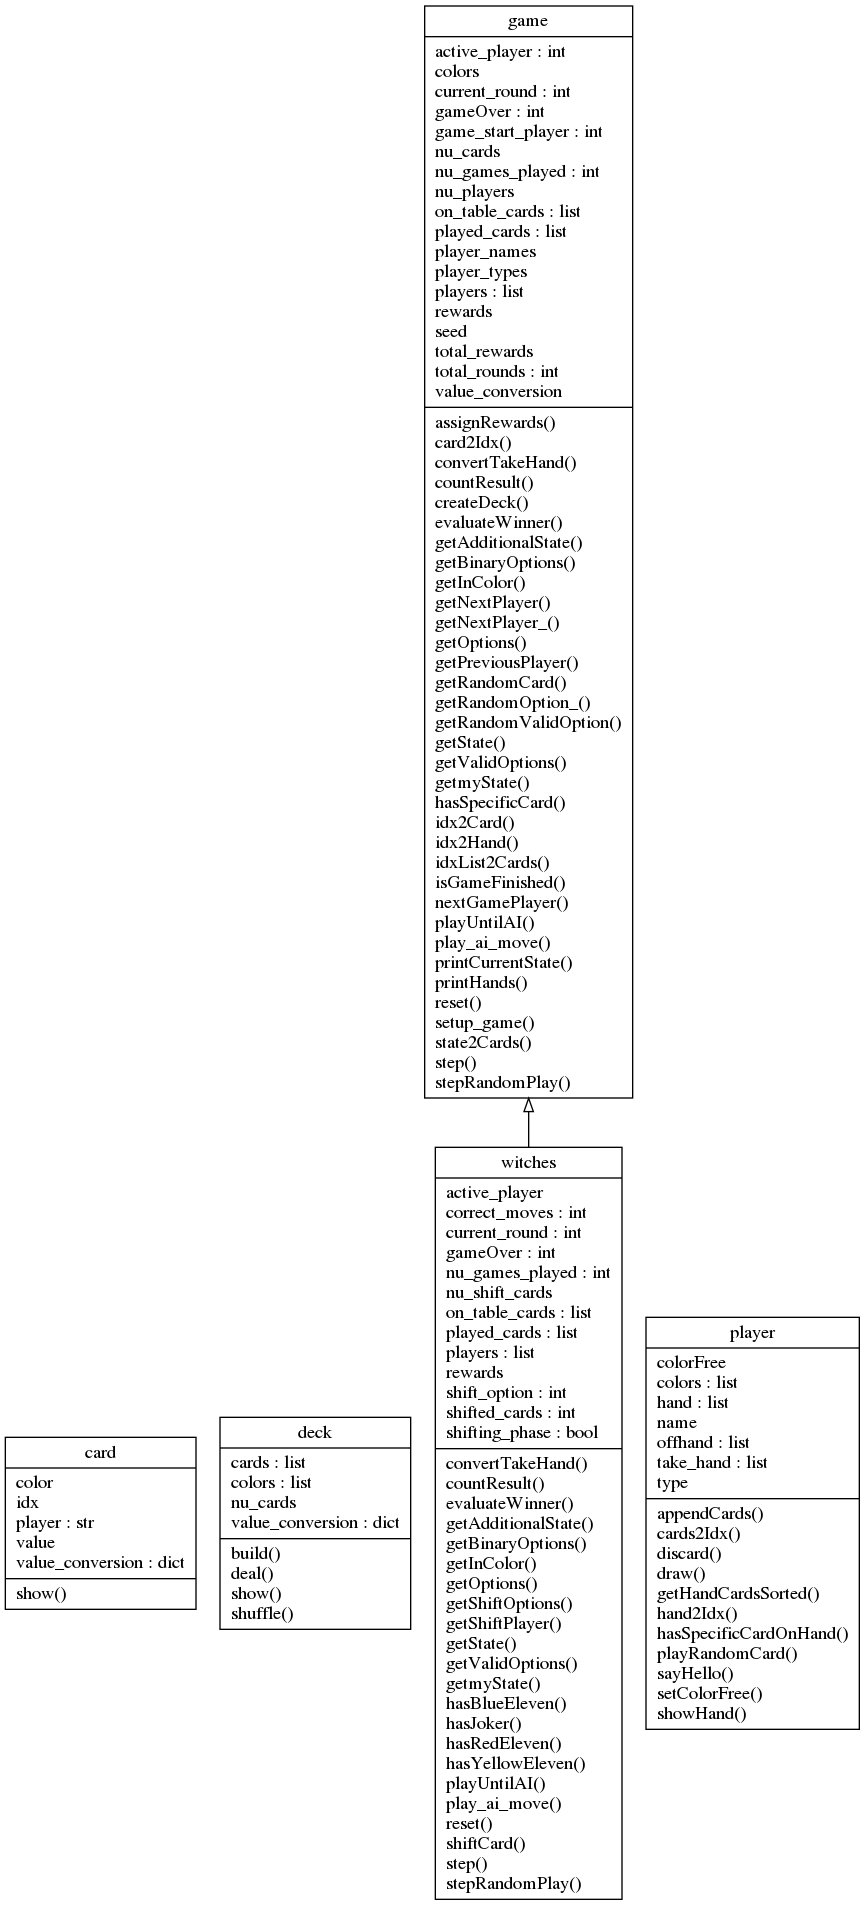 game
active_player : int
colors
current_round : int
gameOver : int
game_start_player : int
nu_cards
nu_games_played : int
nu_players
on_table_cards : list
played_cards : list
player_names
player_types
players : list
rewards
seed
total_rewards
total_rounds : int
value_conversion
assignRewards()
card2Idx()
convertTakeHand()
countResult()
createDeck()
evaluateWinner()
getAdditionalState()
getBinaryOptions()
getInColor()
getNextPlayer()
getNextPlayer_()
getOptions()
getPreviousPlayer()
getRandomCard()
getRandomOption_()
getRandomValidOption()
getState()
getValidOptions()
getmyState()
hasSpecificCard()
idx2Card()
idx2Hand()
idxList2Cards()
isGameFinished()
nextGamePlayer()
playUntilAI()
play_ai_move()
printCurrentState()
printHands()
reset()
setup_game()
state2Cards()
step()
stepRandomPlay()
card
color
idx
player : str
value
value_conversion : dict
show()
deck
cards : list
colors : list
nu_cards
value_conversion : dict
build()
deal()
show()
shuffle()
witches
active_player
correct_moves : int
current_round : int
gameOver : int
nu_games_played : int
nu_shift_cards
on_table_cards : list
played_cards : list
players : list
rewards
shift_option : int
shifted_cards : int
shifting_phase : bool
convertTakeHand()
countResult()
evaluateWinner()
getAdditionalState()
getBinaryOptions()
getInColor()
getOptions()
getShiftOptions()
getShiftPlayer()
getState()
getValidOptions()
getmyState()
hasBlueEleven()
hasJoker()
hasRedEleven()
hasYellowEleven()
playUntilAI()
play_ai_move()
reset()
shiftCard()
step()
stepRandomPlay()
player
colorFree
colors : list
hand : list
name
offhand : list
take_hand : list
type
appendCards()
cards2Idx()
discard()
draw()
getHandCardsSorted()
hand2Idx()
hasSpecificCardOnHand()
playRandomCard()
sayHello()
setColorFree()
showHand()